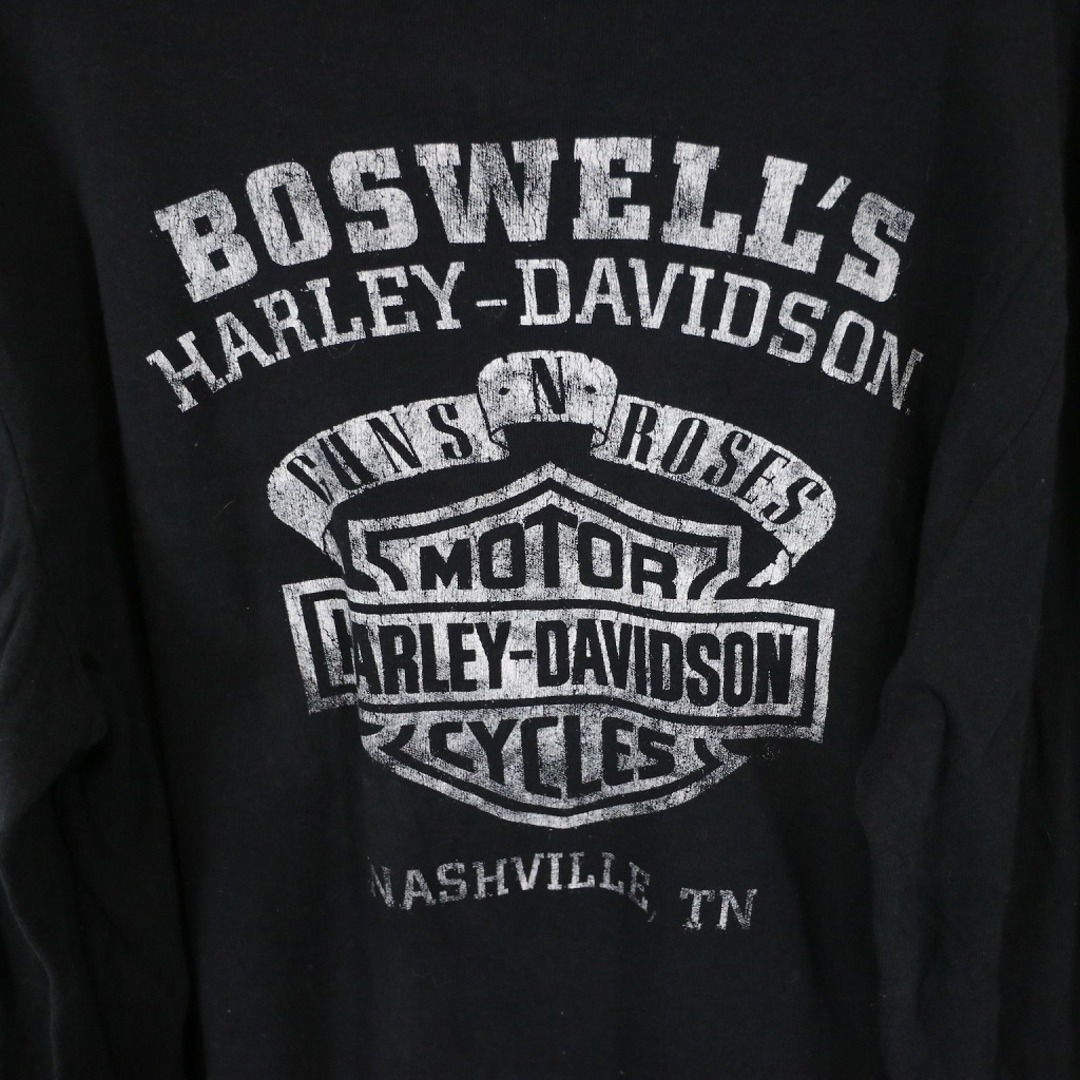 BOSWELL'S
HARLEY-DAVIDSON
GUNS N ROSES
MOTOR
HARLEY-DAVIDSON
CYCLES
®
NASHVILLE, TN